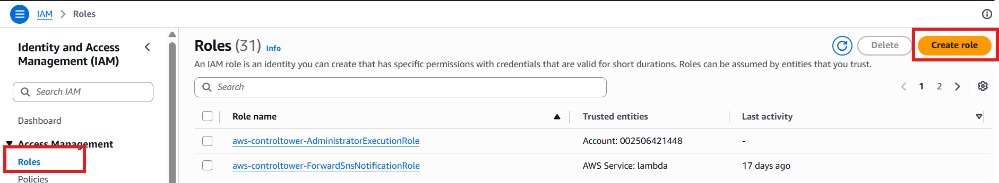 IAM > Roles
Identity and Access
Management (IAM)
Search IAM
Dashboard
Access Management
Roles
Policies
Roles (31) Info
Delete
Create role
An IAM role is an identity you can create that has specific permissions with credentials that are valid for short durations. Roles can be assumed by entities that you trust.
Search
1 2
Role name Trusted entities Last activity
aws-controltower-AdministratorExecutionRole Account: 002506421448 -
aws-controltower-ForwardSnsNotificationRole AWS Service: lambda 17 days ago